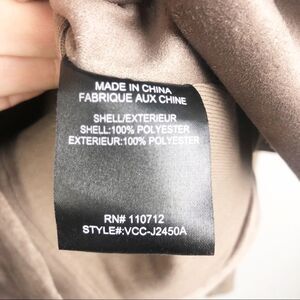 MADE IN CHINA
FABRIQUE AUX CHINE
SHELL/EXTERIEUR
SHELL:100% POLYESTER
EXTERIEUR:100% POLYESTER
RN# 110712
STYLE#:VCC-J2450A